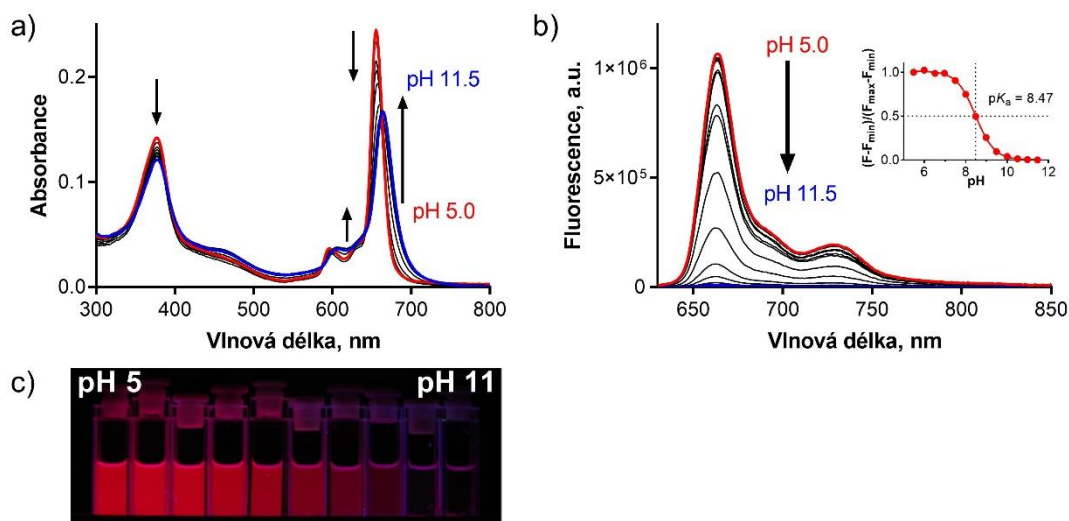 a)
Absorbance
0.2
0.1
0.0
300 400 500 600 700 800
Vlnová délka, nm
pH 11.5
pH 5.0
b)
Fluorescence, a.u.
1×10⁶
5×10⁵
0
650 700 750 800 850
Vlnová délka, nm
pH 5.0
pH 11.5
(F-Fmin)/(Fmax-Fmin)
1.0
0.5
0.0
6 8 10 12
pH
pKa = 8.47
c)
pH 5 pH 11